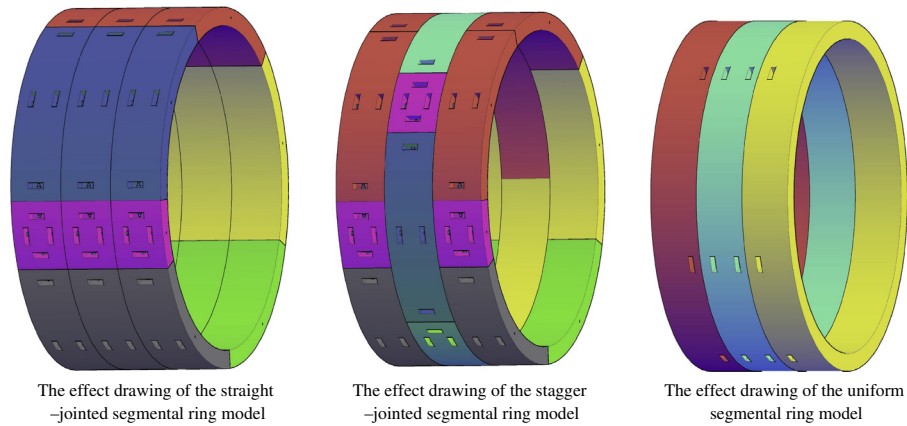 The effect drawing of the straight
–jointed segmental ring model
The effect drawing of the stagger
–jointed segmental ring model
The effect drawing of the uniform
segmental ring model